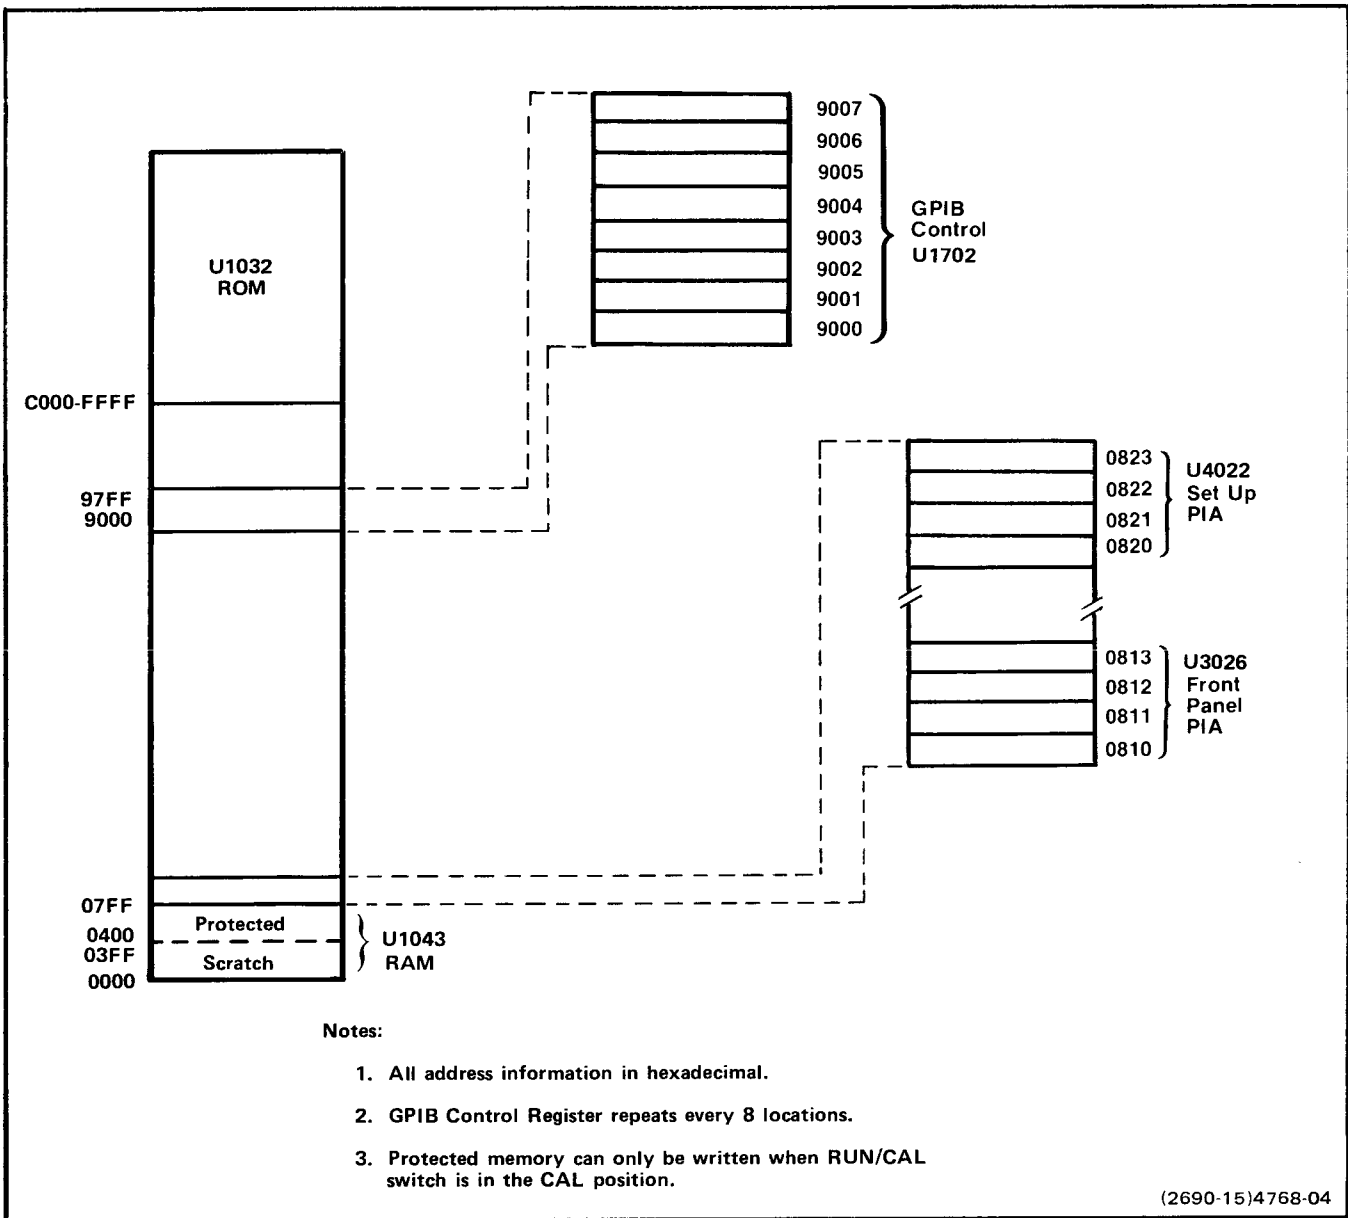 9007
9006
9005
9004
9003
9002
9001
9000
GPIB
Control
U1702
U1032
ROM
C000-FFFF
97FF
9000
0823
0822
0821
0820
U4022
Set Up
PIA
0813
0812
0811
0810
U3026
Front
Panel
PIA
07FF
0400
03FF
0000
Protected
Scratch
U1043
RAM
Notes:
1. All address information in hexadecimal.
2. GPIB Control Register repeats every 8 locations.
3. Protected memory can only be written when RUN/CAL
switch is in the CAL position.
(2690-15)4768-04